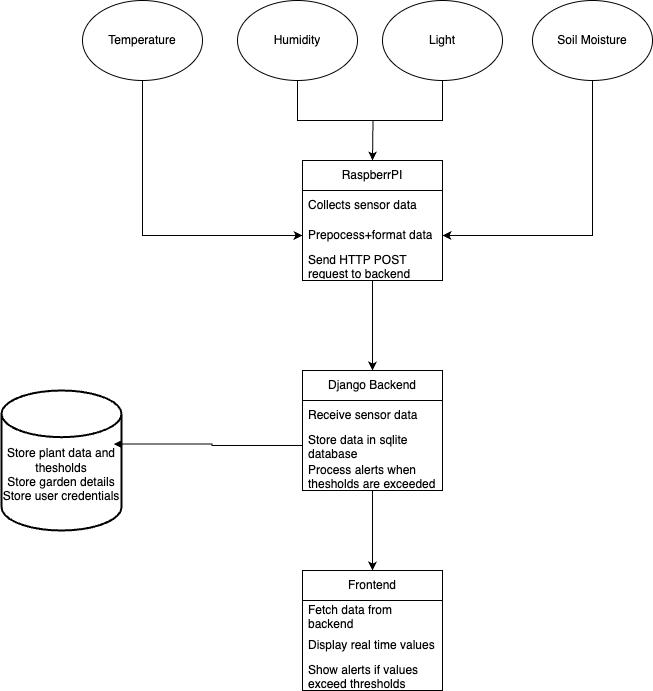 Temperature
Humidity
Light
Soil Moisture
RaspberrPI
Collects sensor data
Prepocess+format data
Send HTTP POST
request to backend
Django Backend
Receive sensor data
Store data in sqlite
database
Process alerts when
thesholds are exceeded
Store plant data and
thesholds
Store garden details
Store user credentials
Frontend
Fetch data from
backend
Display real time values
Show alerts if values
exceed thresholds